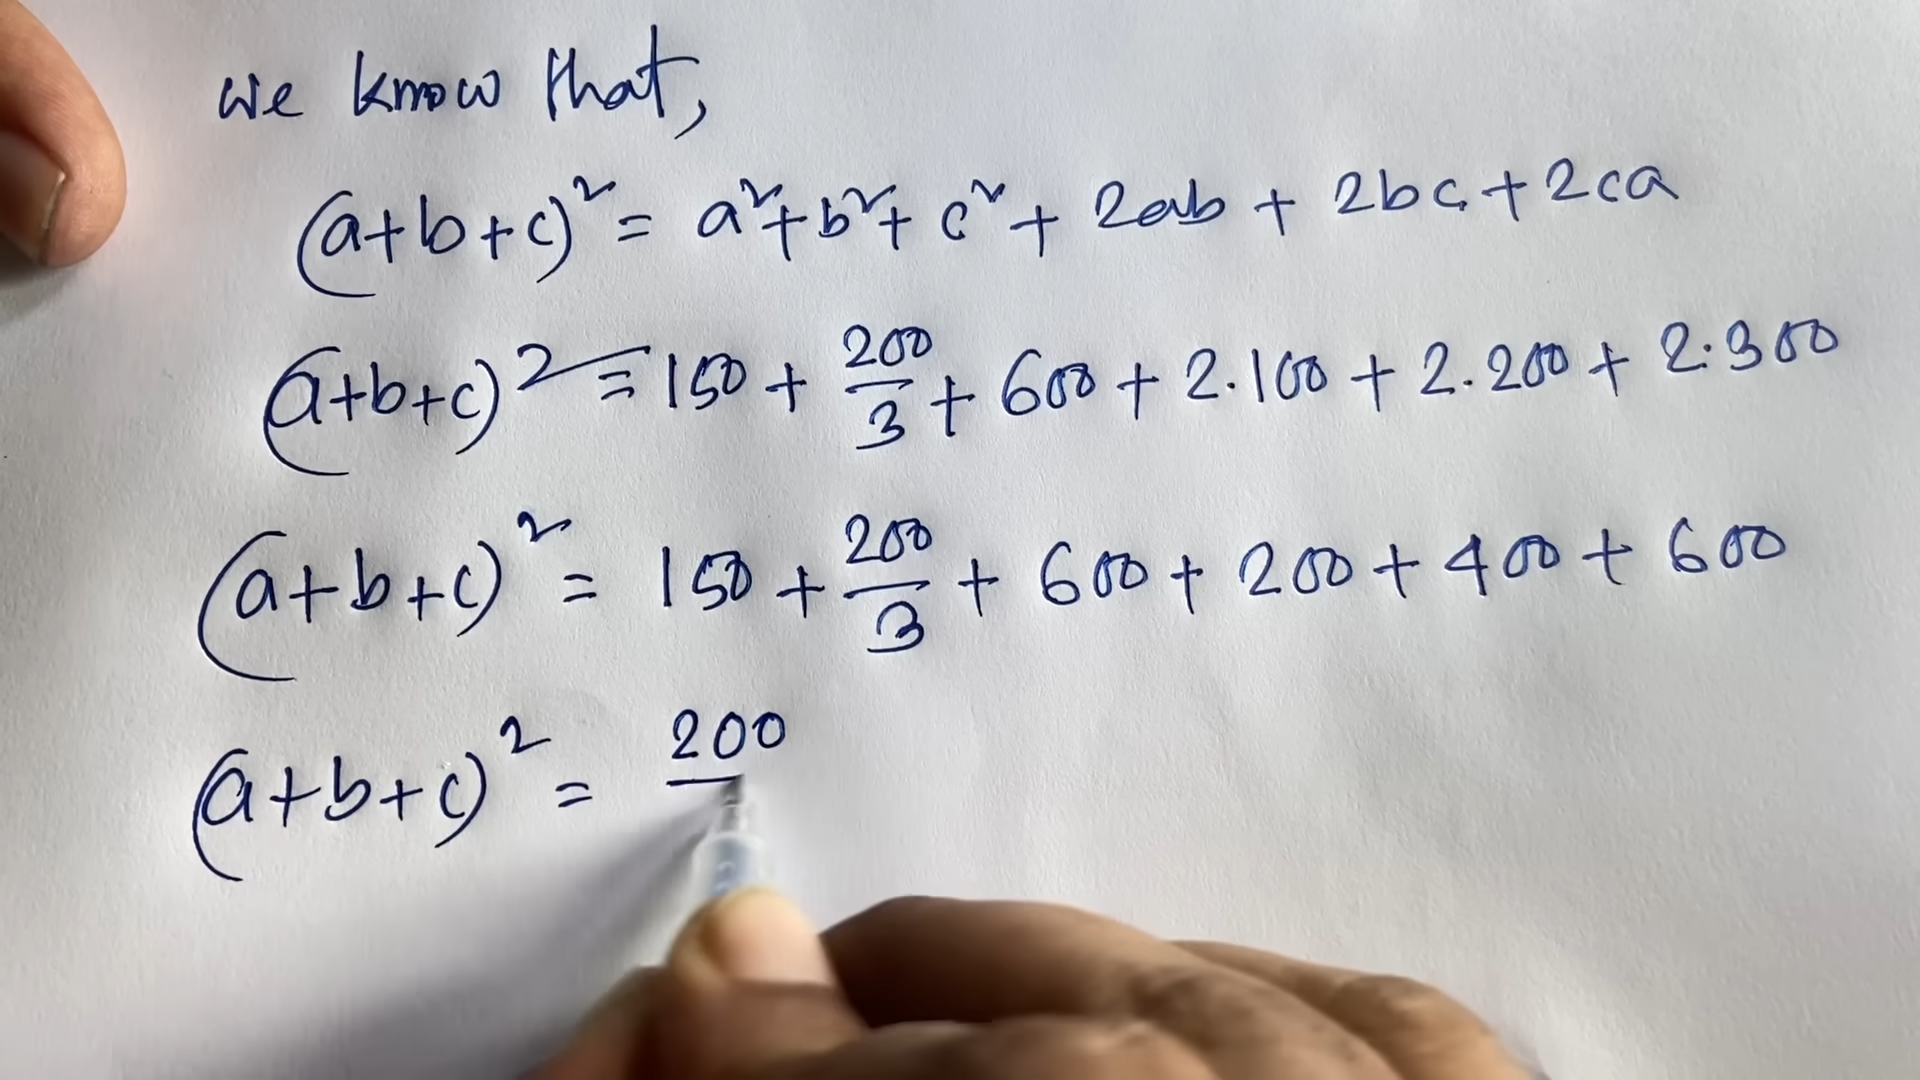 we know that,
(a+b+c)² = a²+b²+c²+2ab+2bc+2ca
(a+b+c)² = 150 + 200/3 + 600 + 2.100 + 2.200 + 2.300
(a+b+c)² = 150 + 200/3 + 600 + 200 + 400 + 600
(a+b+c)² = 200